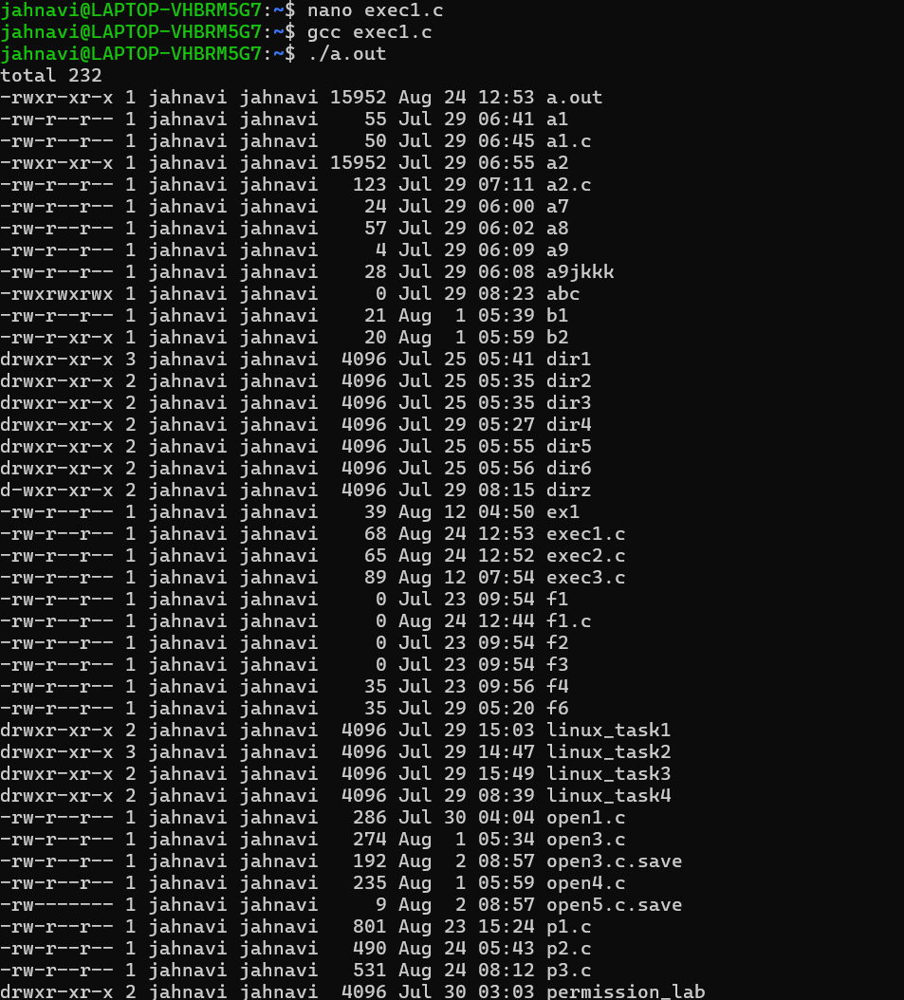 jahnavi@LAPTOP-VHBRM5G7:~$ nano exec1.c
jahnavi@LAPTOP-VHBRM5G7:~$ gcc exec1.c
jahnavi@LAPTOP-VHBRM5G7:~$ ./a.out
total 232
-rwxr-xr-x 1 jahnavi jahnavi 15952 Aug 24 12:53 a.out
-rw-r--r-- 1 jahnavi jahnavi    55 Jul 29 06:41 a1
-rw-r--r-- 1 jahnavi jahnavi    50 Jul 29 06:45 a1.c
-rwxr-xr-x 1 jahnavi jahnavi 15952 Jul 29 06:55 a2
-rw-r--r-- 1 jahnavi jahnavi   123 Jul 29 07:11 a2.c
-rw-r--r-- 1 jahnavi jahnavi    24 Jul 29 06:00 a7
-rw-r--r-- 1 jahnavi jahnavi    57 Jul 29 06:02 a8
-rw-r--r-- 1 jahnavi jahnavi     4 Jul 29 06:09 a9
-rw-r--r-- 1 jahnavi jahnavi    28 Jul 29 06:08 a9jkkk
-rwxrwxrwx 1 jahnavi jahnavi     0 Jul 29 08:23 abc
-rw-r--r-- 1 jahnavi jahnavi    21 Aug  1 05:39 b1
-rw-r-xr-x 1 jahnavi jahnavi    20 Aug  1 05:59 b2
drwxr-xr-x 3 jahnavi jahnavi  4096 Jul 25 05:41 dir1
drwxr-xr-x 2 jahnavi jahnavi  4096 Jul 25 05:35 dir2
drwxr-xr-x 2 jahnavi jahnavi  4096 Jul 25 05:35 dir3
drwxr-xr-x 2 jahnavi jahnavi  4096 Jul 29 05:27 dir4
drwxr-xr-x 2 jahnavi jahnavi  4096 Jul 25 05:55 dir5
drwxr-xr-x 2 jahnavi jahnavi  4096 Jul 25 05:56 dir6
d-wxr-xr-x 2 jahnavi jahnavi  4096 Jul 29 08:15 dirz
-rw-r--r-- 1 jahnavi jahnavi    39 Aug 12 04:50 ex1
-rw-r--r-- 1 jahnavi jahnavi    68 Aug 24 12:53 exec1.c
-rw-r--r-- 1 jahnavi jahnavi    65 Aug 24 12:52 exec2.c
-rw-r--r-- 1 jahnavi jahnavi    89 Aug 12 07:54 exec3.c
-rw-r--r-- 1 jahnavi jahnavi     0 Jul 23 09:54 f1
-rw-r--r-- 1 jahnavi jahnavi     0 Aug 24 12:44 f1.c
-rw-r--r-- 1 jahnavi jahnavi     0 Jul 23 09:54 f2
-rw-r--r-- 1 jahnavi jahnavi     0 Jul 23 09:54 f3
-rw-r--r-- 1 jahnavi jahnavi    35 Jul 23 09:56 f4
-rw-r--r-- 1 jahnavi jahnavi    35 Jul 29 05:20 f6
drwxr-xr-x 2 jahnavi jahnavi  4096 Jul 29 15:03 linux_task1
drwxr-xr-x 3 jahnavi jahnavi  4096 Jul 29 14:47 linux_task2
drwxr-xr-x 2 jahnavi jahnavi  4096 Jul 29 15:49 linux_task3
drwxr-xr-x 2 jahnavi jahnavi  4096 Jul 29 08:39 linux_task4
-rw-r--r-- 1 jahnavi jahnavi   286 Jul 30 04:04 open1.c
-rw-r--r-- 1 jahnavi jahnavi   274 Aug  1 05:34 open3.c
-rw-r--r-- 1 jahnavi jahnavi   192 Aug  2 08:57 open3.c.save
-rw-r--r-- 1 jahnavi jahnavi   235 Aug  1 05:59 open4.c
-rw------- 1 jahnavi jahnavi     9 Aug  2 08:57 open5.c.save
-rw-r--r-- 1 jahnavi jahnavi   801 Aug 23 15:24 p1.c
-rw-r--r-- 1 jahnavi jahnavi   490 Aug 24 05:43 p2.c
-rw-r--r-- 1 jahnavi jahnavi   531 Aug 24 08:12 p3.c
drwxr-xr-x 2 jahnavi jahnavi  4096 Jul 30 03:03 permission_lab